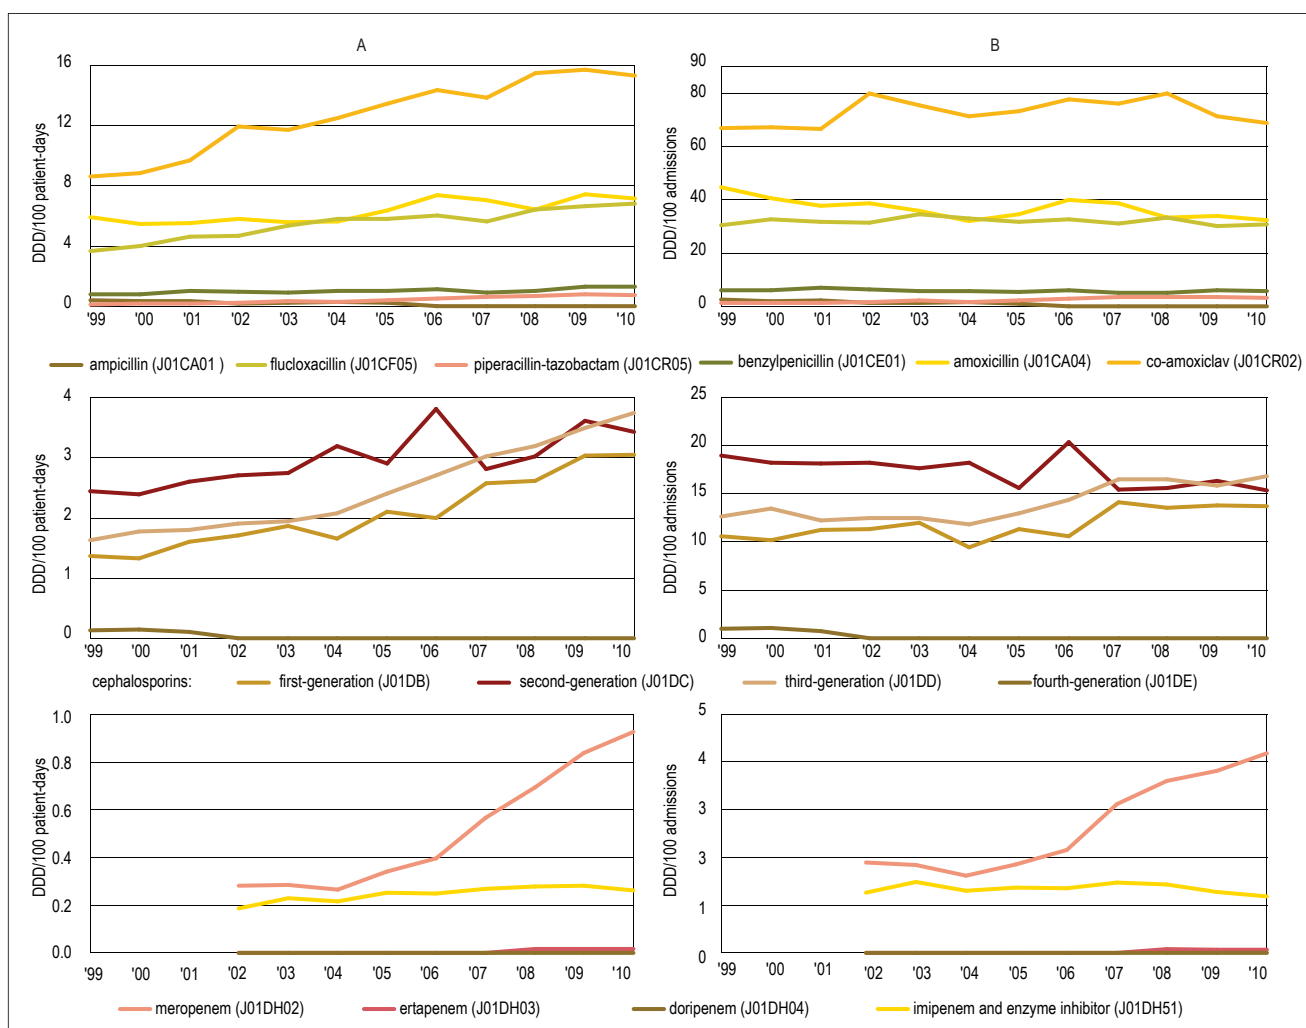 A
B
16
12
8
4
0
DDD/100 patient-days
'99 '00 '01 '02 '03 '04 '05 '06 '07 '08 '09 '10
90
80
60
40
20
0
DDD/100 admissions
'99 '00 '01 '02 '03 '04 '05 '06 '07 '08 '09 '10
ampicillin (J01CA01 ) flucloxacillin (J01CF05) piperacillin-tazobactam (J01CR05) benzylpenicillin (J01CE01) amoxicillin (J01CA04) co-amoxiclav (J01CR02)
4
3
2
1
0
DDD/100 patient-days
'99 '00 '01 '02 '03 '04 '05 '06 '07 '08 '09 '10
25
20
15
10
5
0
DDD/100 admissions
'99 '00 '01 '02 '03 '04 '05 '06 '07 '08 '09 '10
cephalosporins: first-generation (J01DB) second-generation (J01DC) third-generation (J01DD) fourth-generation (J01DE)
1.0
0.8
0.6
0.4
0.2
0.0
DDD/100 patient-days
'99 '00 '01 '02 '03 '04 '05 '06 '07 '08 '09 '10
5
4
3
3
1
0
DDD/100 admissions
'99 '00 '01 '02 '03 '04 '05 '06 '07 '08 '09 '10
meropenem (J01DH02) ertapenem (J01DH03) doripenem (J01DH04) imipenem and enzyme inhibitor (J01DH51)